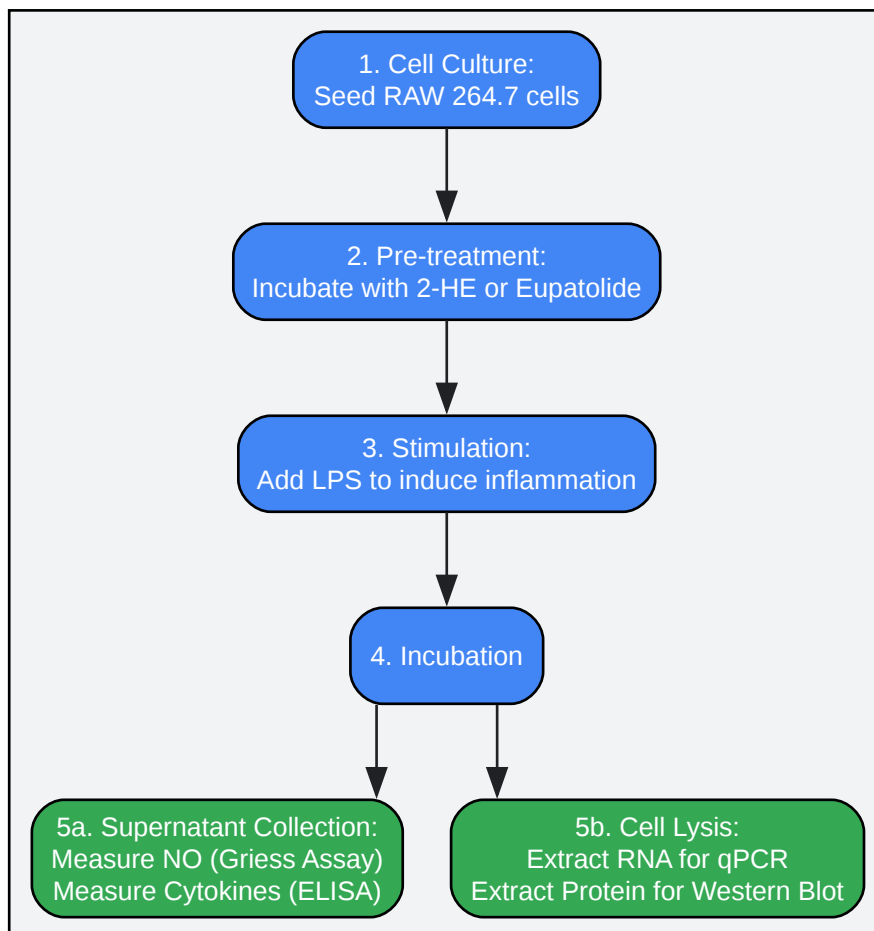 1. Cell Culture:
Seed RAW 264.7 cells
2. Pre-treatment:
Incubate with 2-HE or Eupatolide
3. Stimulation:
Add LPS to induce inflammation
4. Incubation
5a. Supernatant Collection:
Measure NO (Griess Assay)
Measure Cytokines (ELISA)
5b. Cell Lysis:
Extract RNA for qPCR
Extract Protein for Western Blot